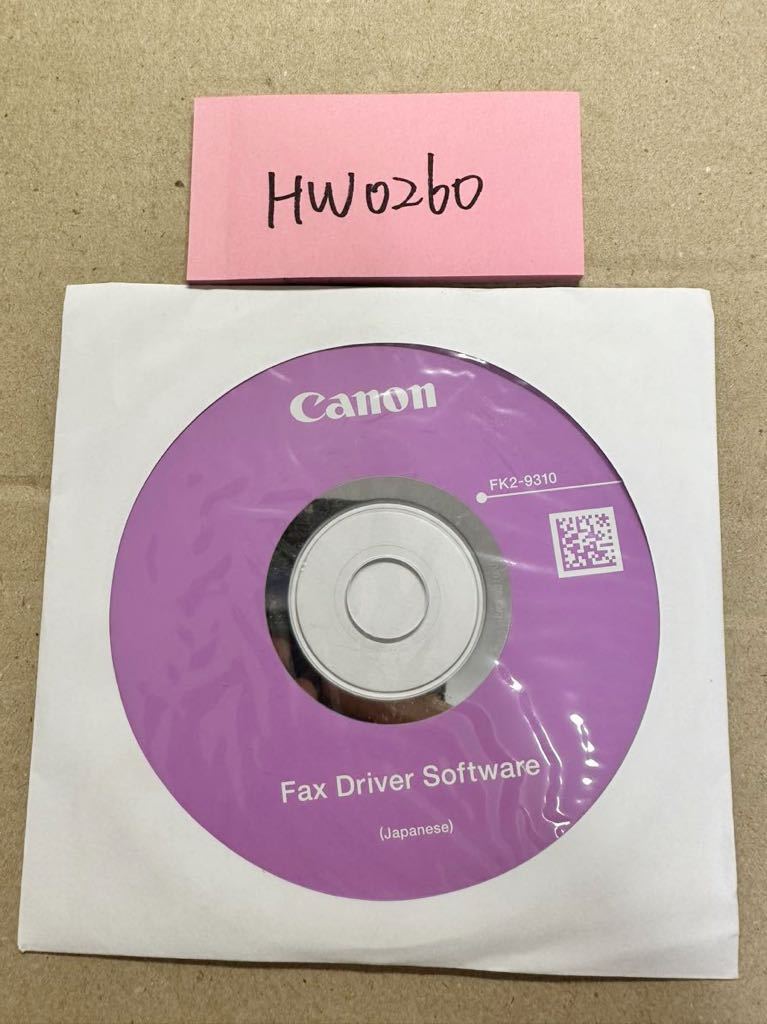 HW0260
Canon
FK2-9310
Fax Driver Software
(Japanese)